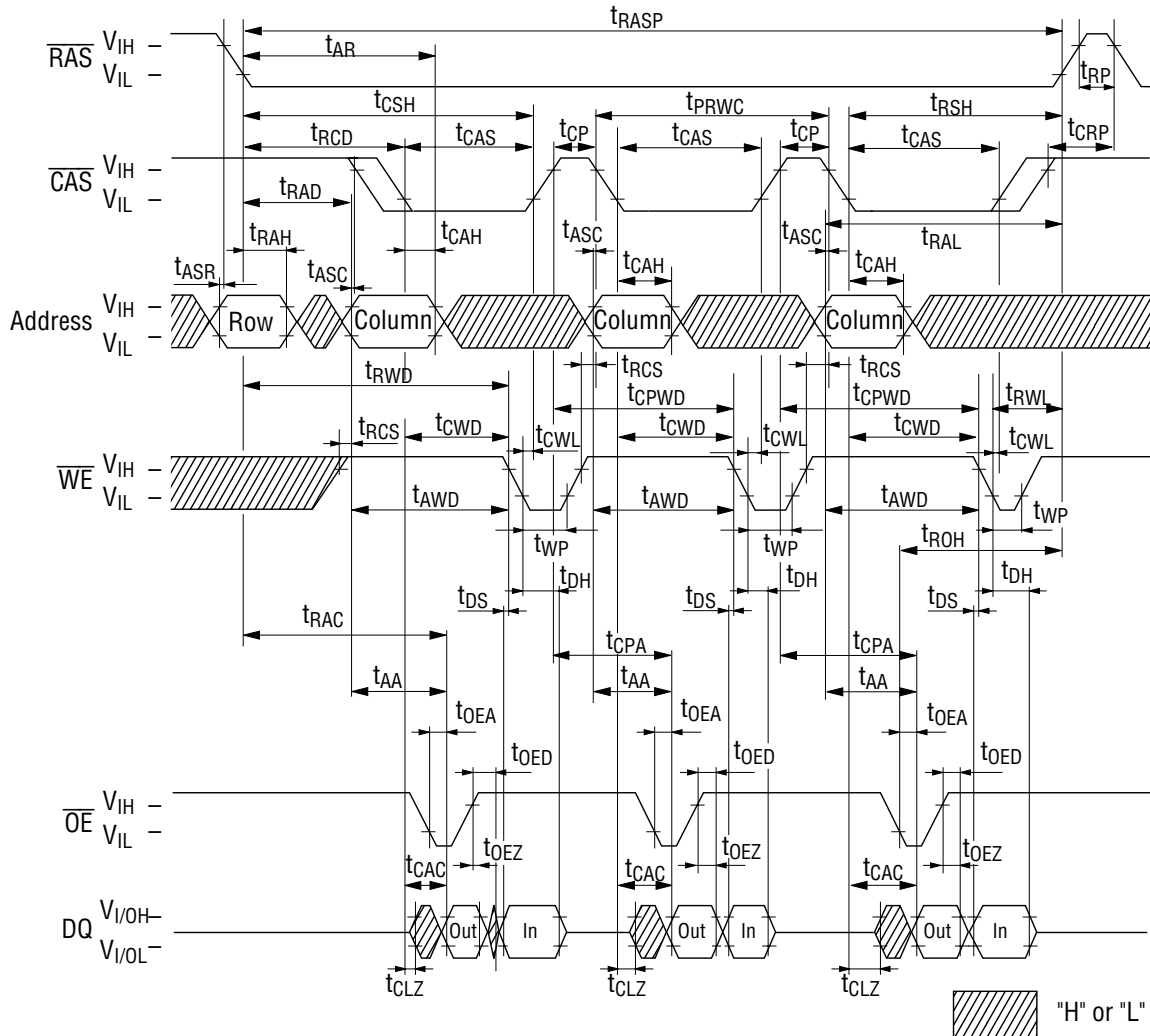 tRASP
RAS VIH
VIL
tAR
tRP
tCSH
tPRWC
tRSH
tRCD tCAS tCP tCAS tCP tCAS tCRP
CAS VIH
VIL
tRAD
tRAH tCAH tASC tASC tRAL
tASR tASC tCAH tCAH
Address VIH
VIL
Row Column Column Column
tRCS tRCS
tRWD tCPWD tCPWD tRWL
tRCS tCWD tCWL tCWD tCWL tCWD tCWL
WE VIH
VIL
tAWD tAWD tAWD
tWP tWP tWP
tROH
tDH tDH tDH
tDS tDS tDS
tRAC
tCPA tCPA
tAA tAA tAA
tOEA tOEA tOEA
tOED tOED tOED
OE VIH
VIL
tOEZ tOEZ tOEZ
tCAC tCAC tCAC
DQ VI/OH
VI/OL
Out In Out In Out In
tCLZ tCLZ tCLZ
"H" or "L"